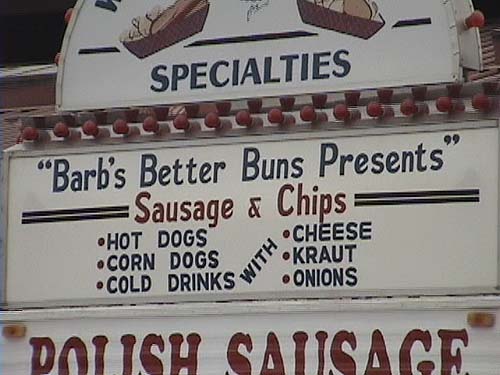 SPECIALTIES
"Barb's Better Buns Presents"
Sausage & Chips
•HOT DOGS
•CORN DOGS
•COLD DRINKS
WITH
•CHEESE
•KRAUT
•ONIONS
POLISH SAUSAGE